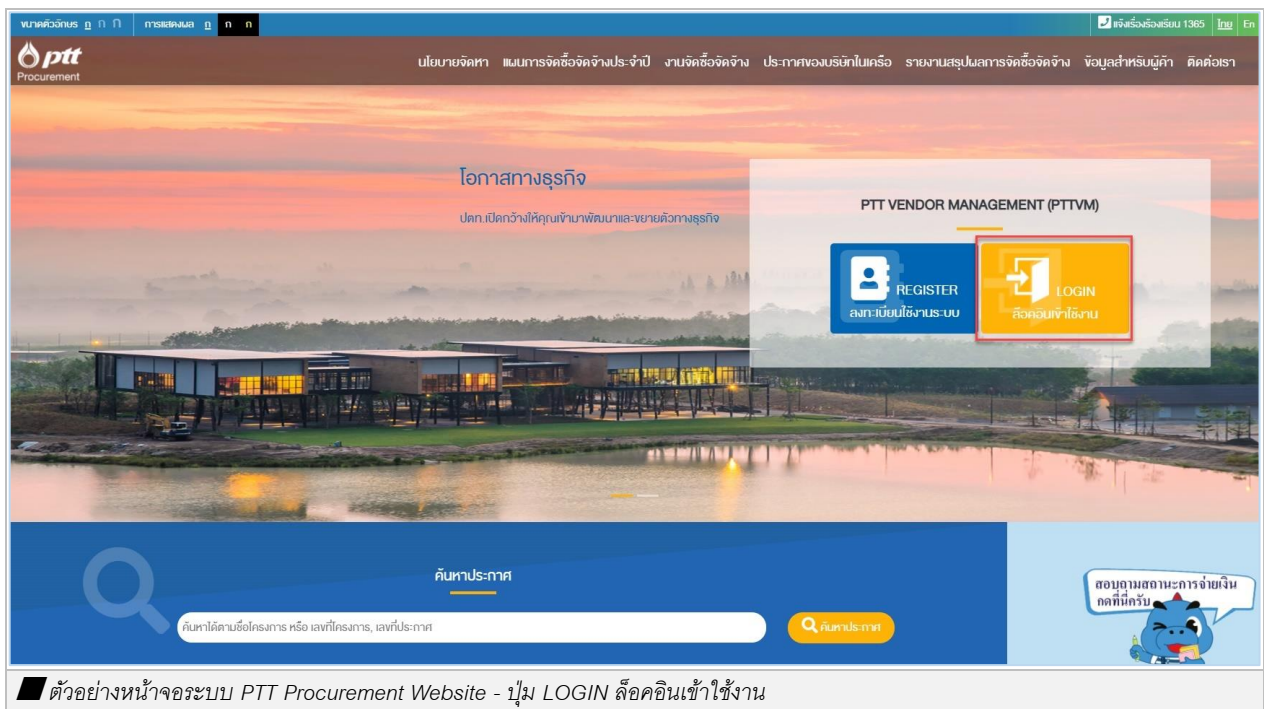 ขนาดตัวอักษร ก ก ก การแสดงผล ก ก ก แจ้งเรื่องร้องเรียน 1365 ไทย En
ptt
Procurement
นโยบายจัดหา แผนการจัดซื้อจัดจ้างประจำปี งานจัดซื้อจัดจ้าง ประกาศของบริษัทในเครือ รายงานสรุปผลการจัดซื้อจัดจ้าง ข้อมูลสำหรับผู้ค้า ติดต่อเรา
โอกาสทางธุรกิจ
ปตท.เปิดกว้างให้คุณเข้ามาพัฒนาและขยายตัวทางธุรกิจ
PTT VENDOR MANAGEMENT (PTTVM)
REGISTER
ลงทะเบียนใช้งานระบบ
LOGIN
ล็อคอินเข้าใช้งาน
ค้นหาประกาศ
ค้นหาได้ตามชื่อโครงการ หรือ เลขที่โครงการ, เลขที่ประกาศ
ค้นหาประกาศ
สอบถามสถานะการจ่ายเงิน
กดที่นี่ครับ
ตัวอย่างหน้าจอระบบ PTT Procurement Website - ปุ่ม LOGIN ล็อคอินเข้าใช้งาน